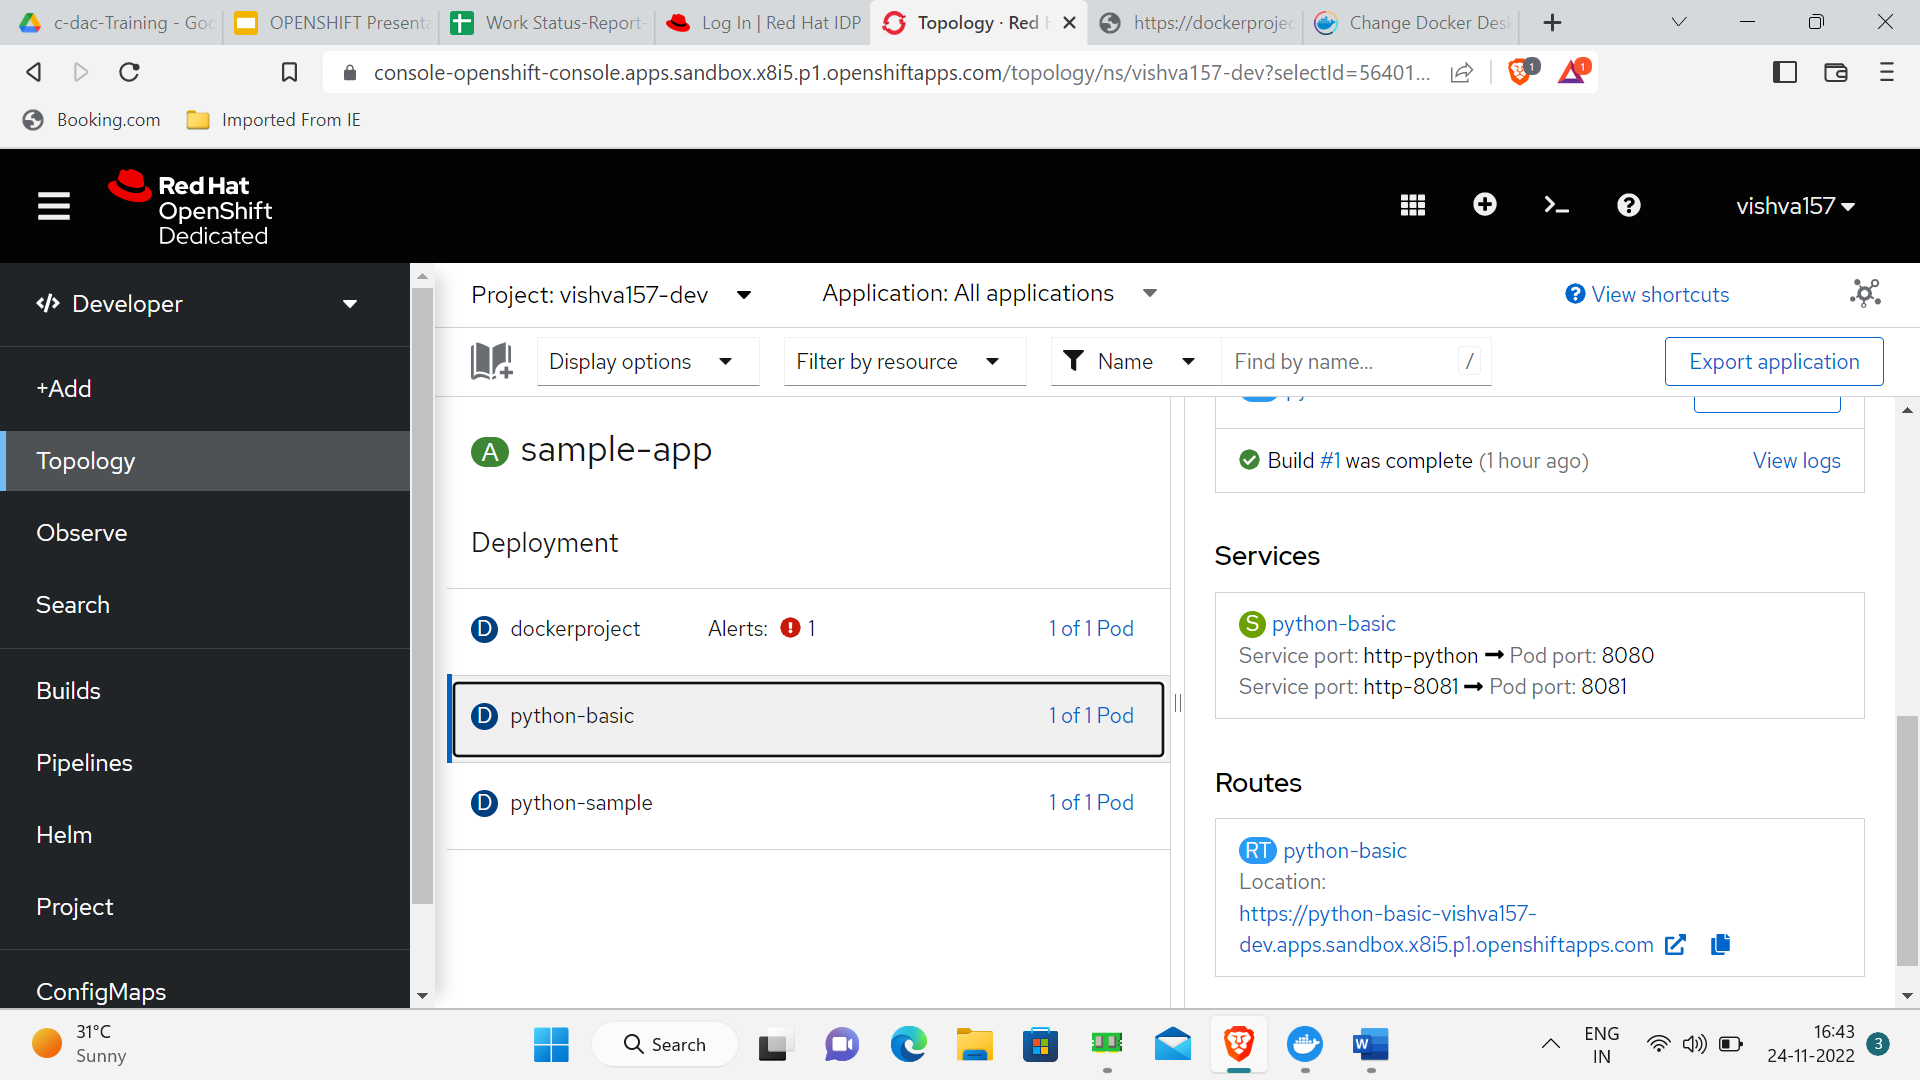 c-dac-Training - Goo
OPENSHIFT Presenta
Work Status-Report-
Log In | Red Hat IDP
Topology · Red H
https://dockerprojec
Change Docker Desk
console-openshift-console.apps.sandbox.x8i5.p1.openshiftapps.com/topology/ns/vishva157-dev?selectId=56401...
1
1
Booking.com
Imported From IE
Red Hat
OpenShift
Dedicated
vishva157
Developer
+Add
Topology
Observe
Search
Builds
Pipelines
Helm
Project
ConfigMaps
Project: vishva157-dev
Application: All applications
View shortcuts
Display options
Filter by resource
Name
Find by name...
/
Export application
A sample-app
Deployment
D dockerproject Alerts: 1 1 of 1 Pod
D python-basic 1 of 1 Pod
D python-sample 1 of 1 Pod
Build #1 was complete (1 hour ago) View logs
Services
S python-basic
Service port: http-python → Pod port: 8080
Service port: http-8081 → Pod port: 8081
Routes
RT python-basic
Location:
https://python-basic-vishva157-
dev.apps.sandbox.x8i5.p1.openshiftapps.com
31°C
Sunny
Search
ENG
IN
16:43
24-11-2022
3